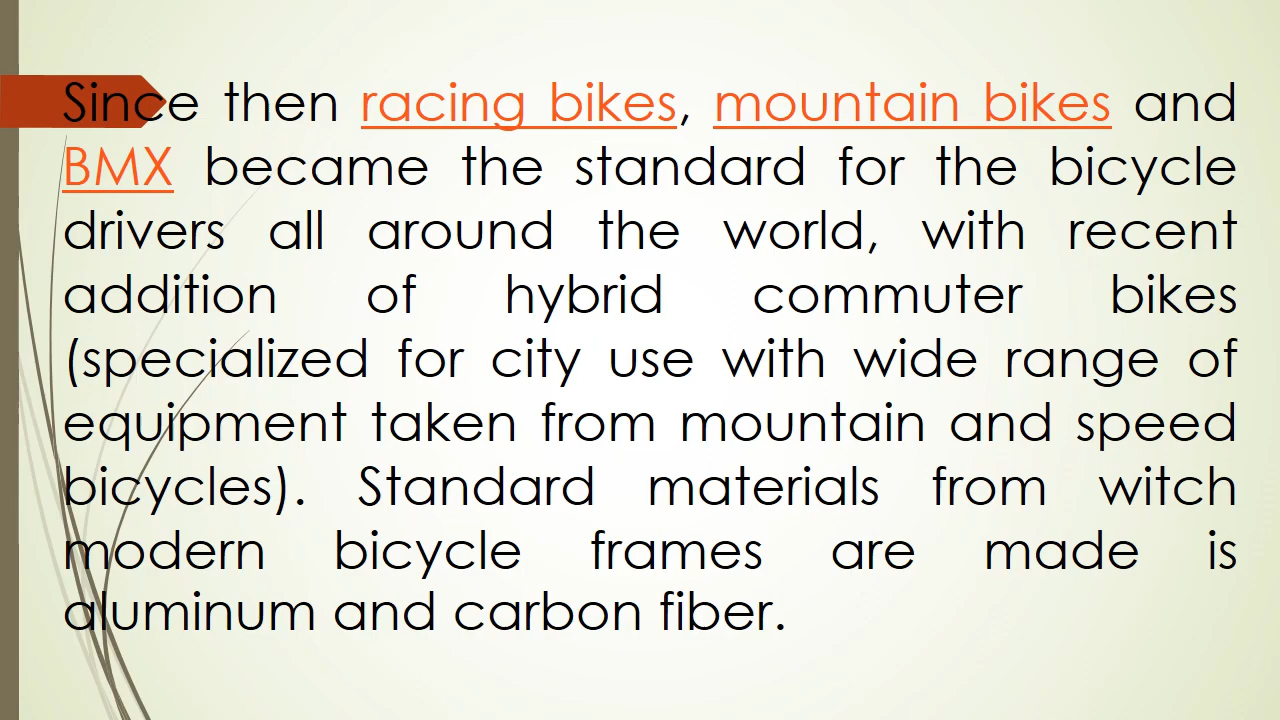 Since then racing bikes, mountain bikes and
BMX became the standard for the bicycle
drivers all around the world, with recent
addition of hybrid commuter bikes
(specialized for city use with wide range of
equipment taken from mountain and speed
bicycles). Standard materials from witch
modern bicycle frames are made is
aluminum and carbon fiber.